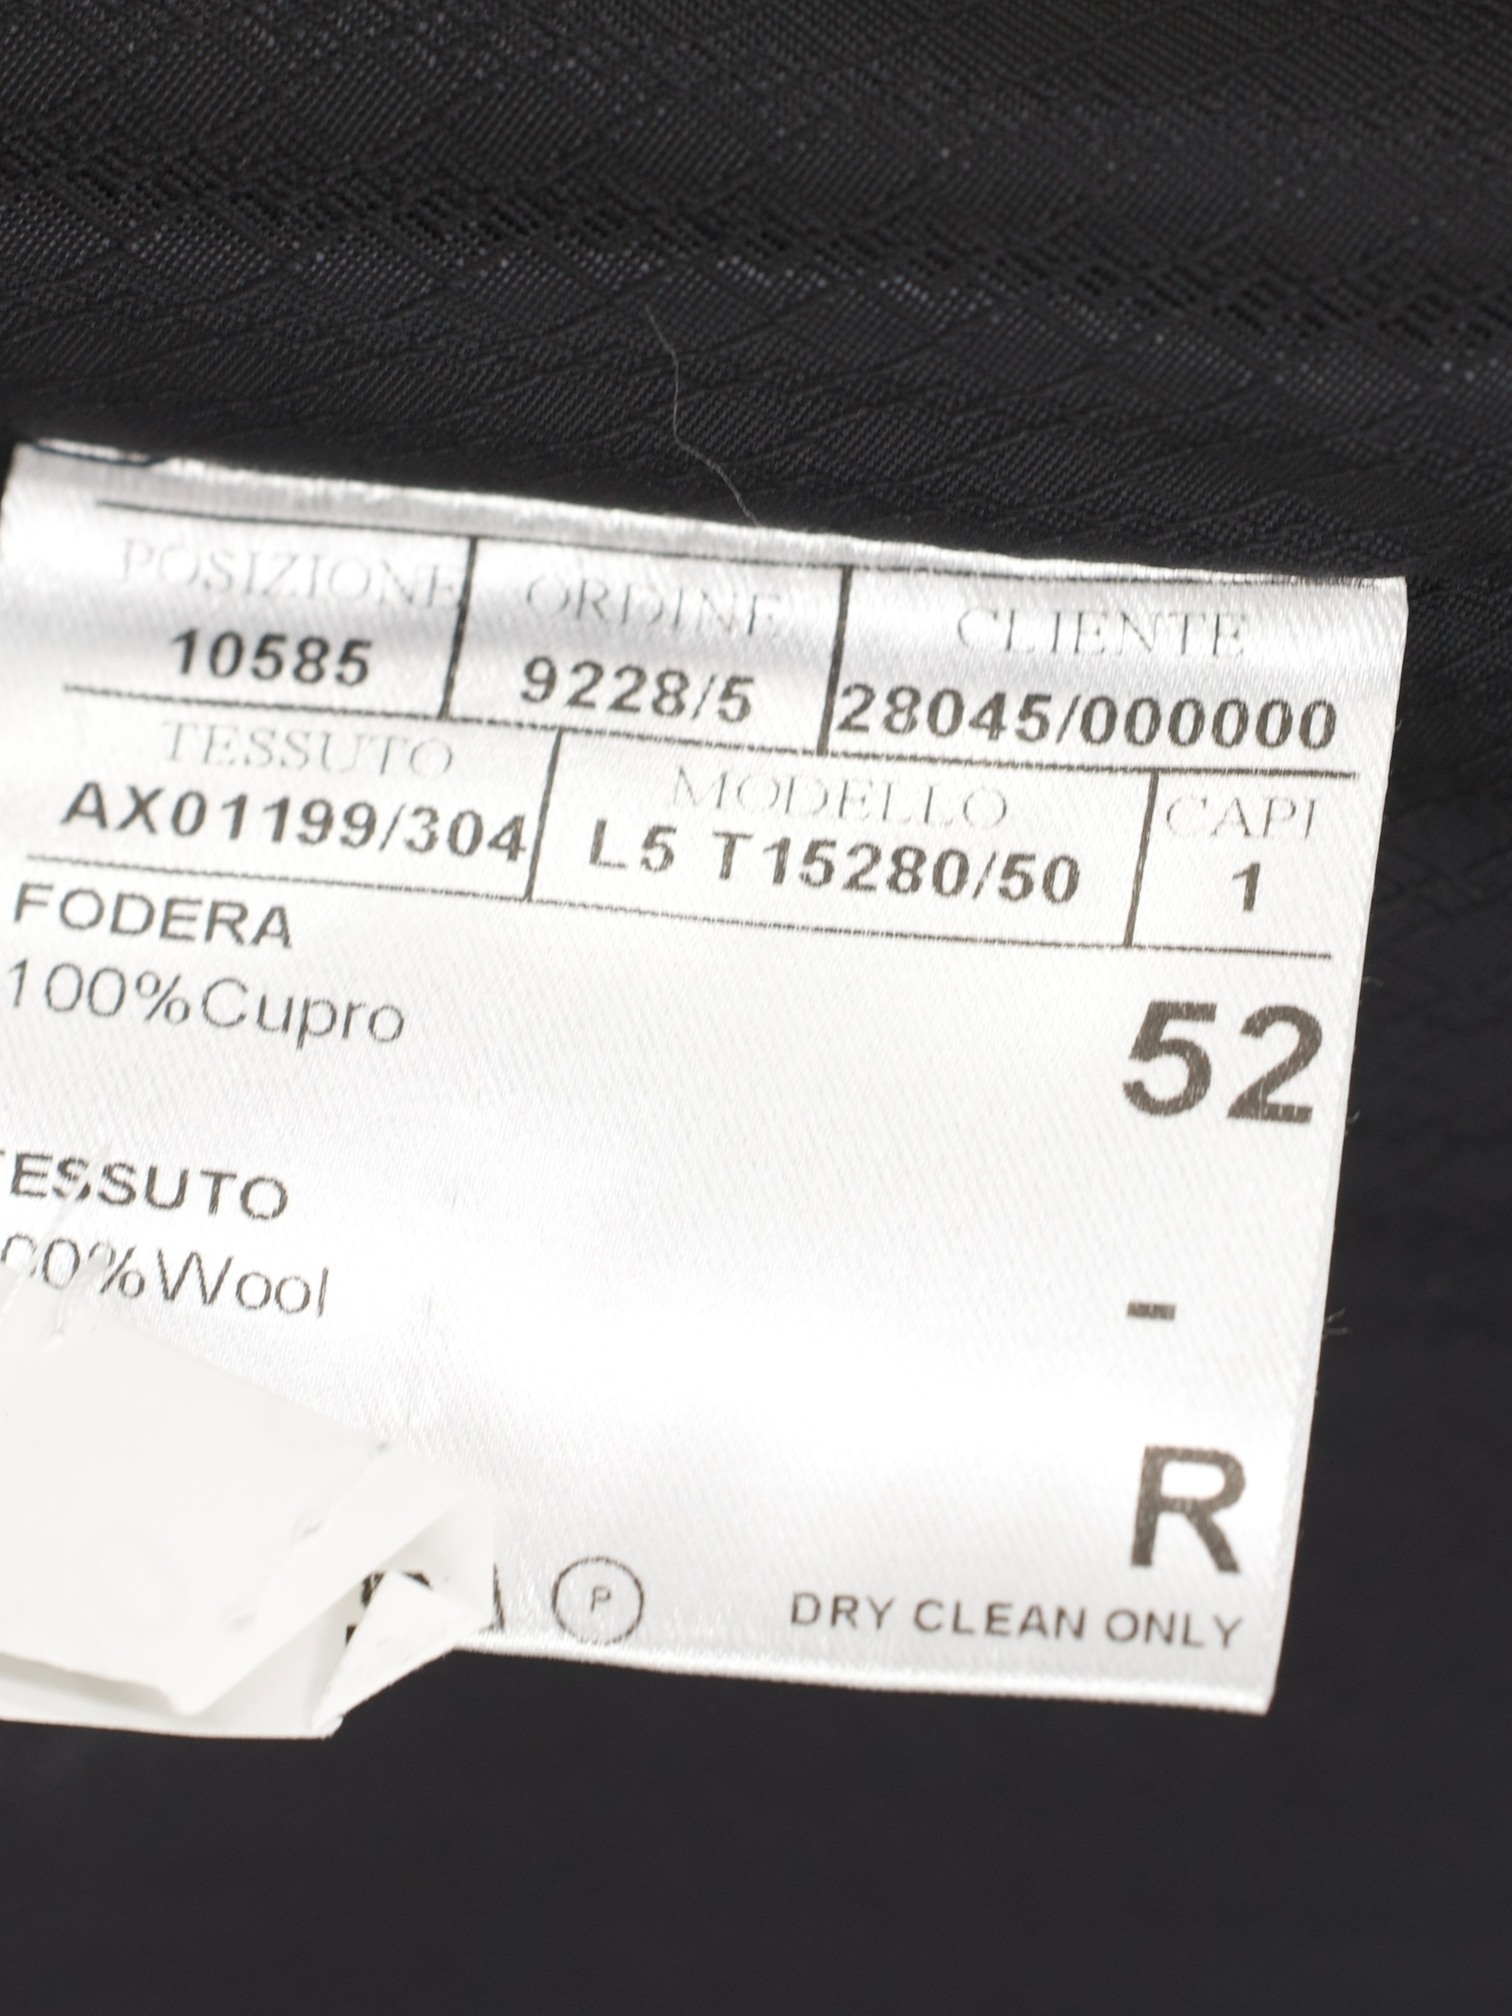 POSIZIONE ORDINE CLIENTE
10585 9228/5 28045/000000
TESSUTO MODELLO CAPI
AX01199/304 L5 T15280/50 1
FODERA
100%Cupro
52
TESSUTO
00%Wool
-
R
P DRY CLEAN ONLY